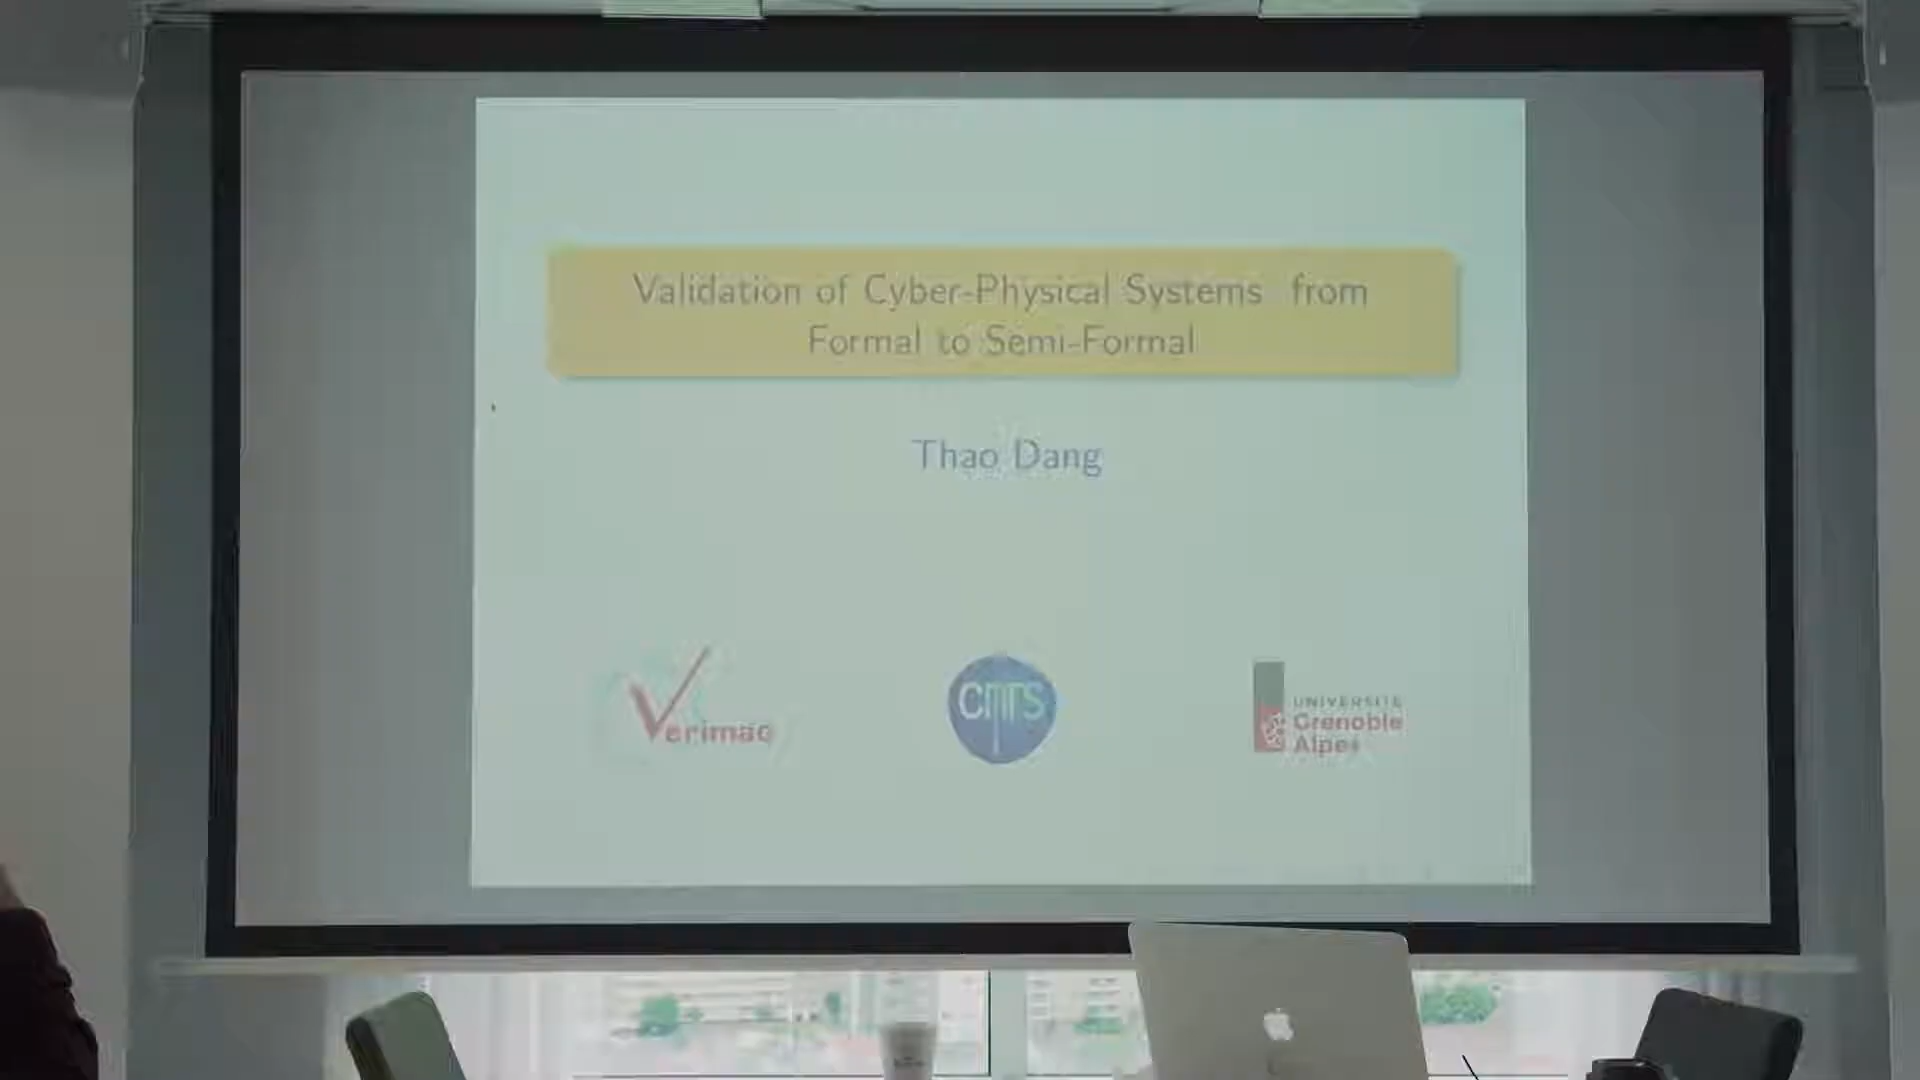 Validation of Cyber-Physical Systems from
Formal to Semi-Formal
Thao Dang
Verimag
CNRS
UNIVERSITÉ
Grenoble
Alpes